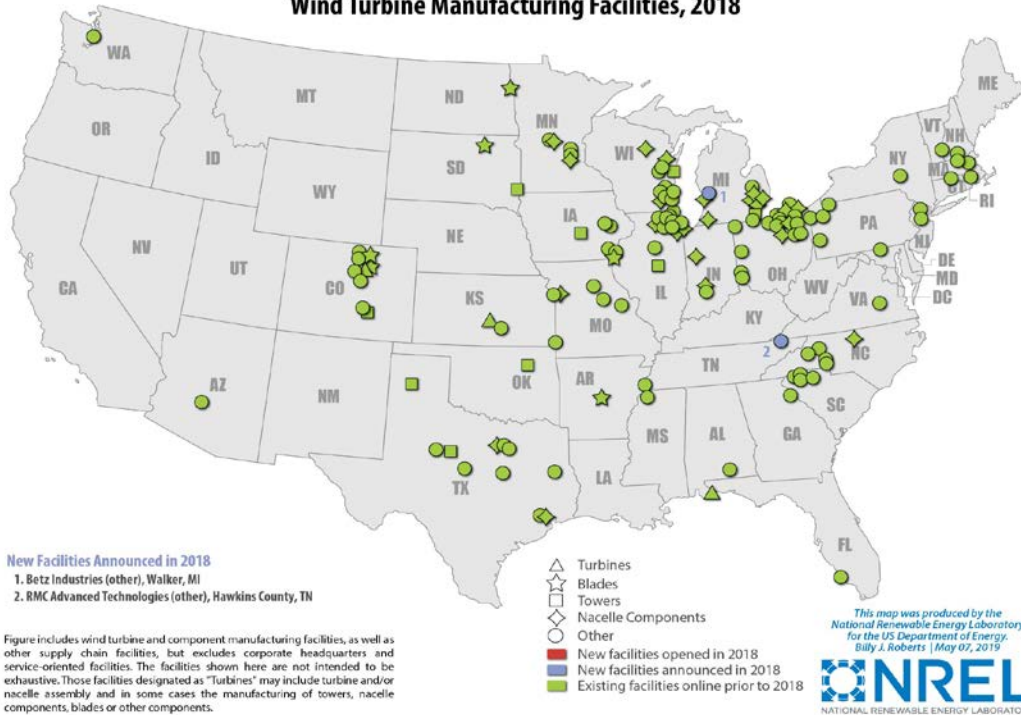 Wind Turbine Manufacturing Facilities, 2018
WA
MT
ND
MN
ME
OR
ID
SD
WI
MI
1
VT
NH
NY
MA
CT
RI
WY
IA
NE
PA
NJ
NV
UT
CO
IL
IN
OH
DE
MD
DC
WV
VA
CA
KS
MO
KY
2
NC
AZ
NM
OK
AR
TN
SC
MS
AL
GA
TX
LA
FL
New Facilities Announced in 2018
1. Betz Industries (other), Walker, MI
2. RMC Advanced Technologies (other), Hawkins County, TN
Figure includes wind turbine and component manufacturing facilities, as well as
other supply chain facilities, but excludes corporate headquarters and
service-oriented facilities. The facilities shown here are not intended to be
exhaustive. Those facilities designated as "Turbines" may include turbine and/or
nacelle assembly and in some cases the manufacturing of towers, nacelle
components, blades or other components.
Turbines
Blades
Towers
Nacelle Components
Other
New facilities opened in 2018
New facilities announced in 2018
Existing facilities online prior to 2018
This map was produced by the
National Renewable Energy Laboratory
for the US Department of Energy.
Billy J. Roberts | May 07, 2019
NREL
NATIONAL RENEWABLE ENERGY LABORATO